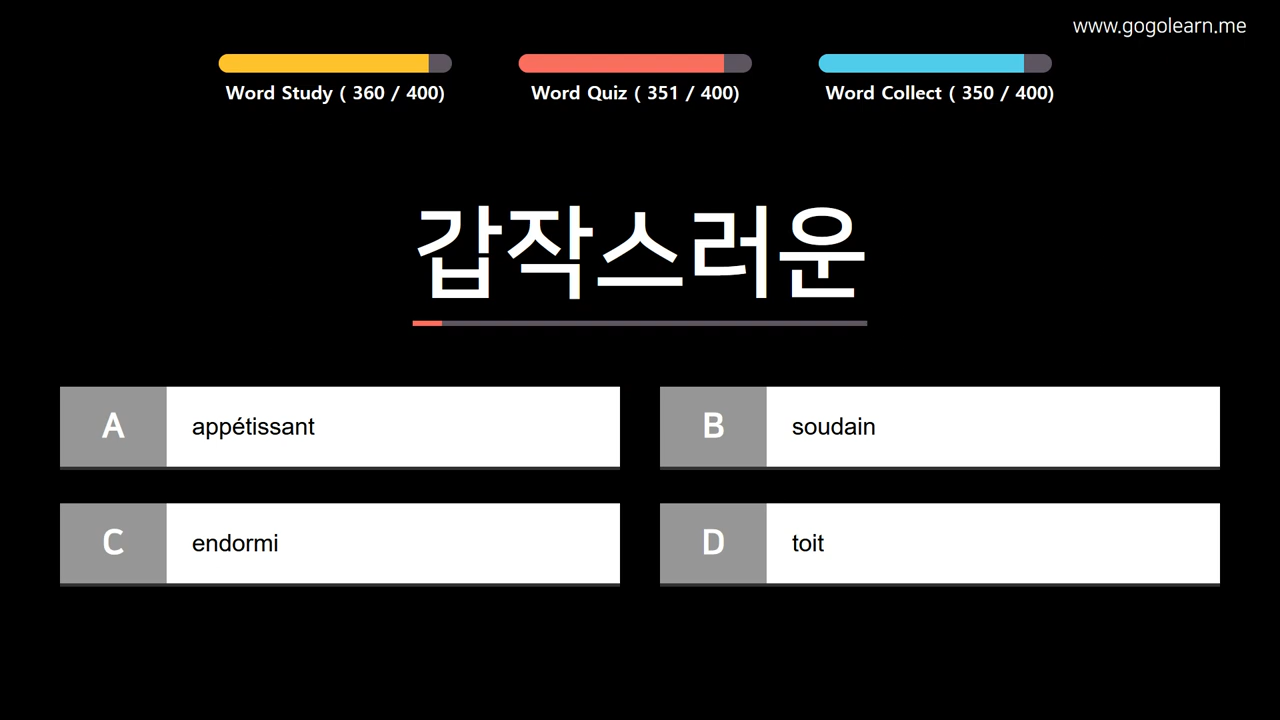 www.gogolearn.me
Word Study ( 360 / 400)
Word Quiz ( 351 / 400)
Word Collect ( 350 / 400)
갑작스러운
A appétissant
B soudain
C endormi
D toit